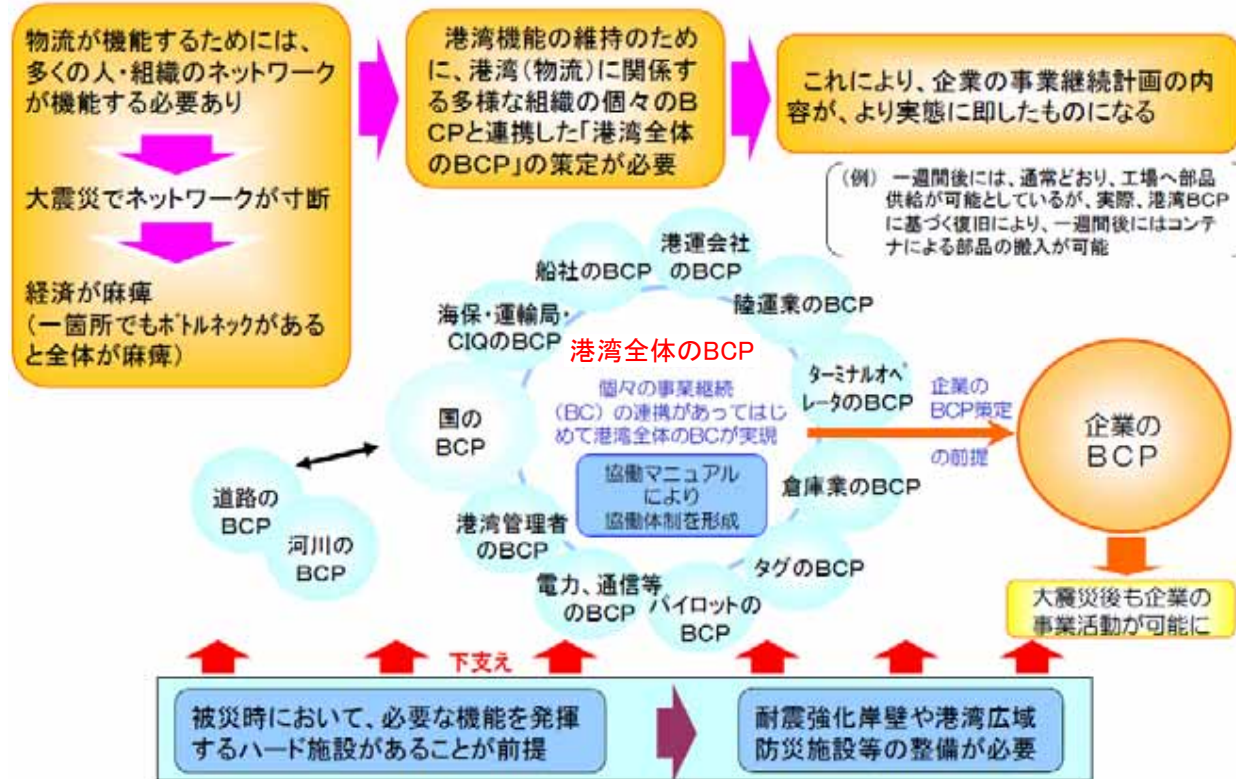 物流が機能するためには、
多くの人・組織のネットワーク
が機能する必要あり
大震災でネットワークが寸断
経済が麻痺
(一箇所でもボトルネックがある
と全体が麻痺)
港湾機能の維持のため
に、港湾(物流)に関係す
る多様な組織の個々のB
CPと連携した「港湾全体
のBCP」の策定が必要
これにより、企業の事業継続計画の内
容が、より実態に即したものになる
(例) 一週間後には、通常どおり、工場へ部品
供給が可能としているが、実際、港湾BCP
に基づく復旧により、一週間後にはコンテ
ナによる部品の搬入が可能
港運会社
のBCP
船社のBCP
陸運業のBCP
海保・運輸局・
CIQのBCP
ターミナルオペ
レータのBCP
国の
BCP
倉庫業のBCP
港湾管理者
のBCP
タグのBCP
電力、通信等
のBCP
パイロットの
BCP
道路の
BCP
河川の
BCP
港湾全体のBCP
個々の事業継続
(BC)の連携があってはじ
めて港湾全体のBCが実現
協働マニュアル
により
協働体制を形成
企業の
BCP策定
の前提
企業の
BCP
大震災後も企業の
事業活動が可能に
下支え
被災時において、必要な機能を発揮
するハード施設があることが前提
耐震強化岸壁や港湾広域
防災施設等の整備が必要